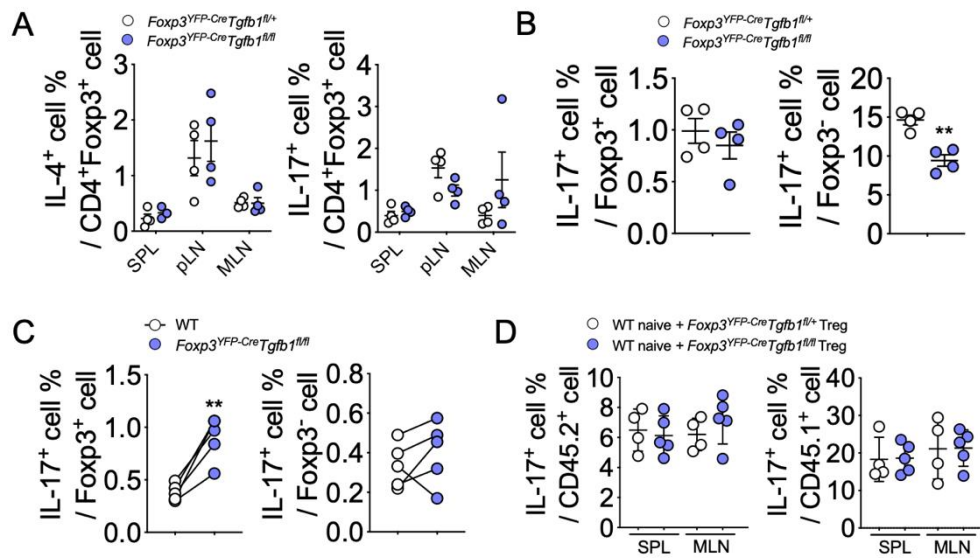 A
Foxp3YFP-CreTgfb1fl/+
Foxp3YFP-CreTgfb1fl/fl
IL-4+ cell %
/ CD4+Foxp3+ cell
3
2
1
0
SPL
pLN
MLN
IL-17+ cell %
/ CD4+Foxp3+ cell
4
3
2
1
0
SPL
pLN
MLN
B
Foxp3YFP-CreTgfb1fl/+
Foxp3YFP-CreTgfb1fl/fl
IL-17+ cell %
/ Foxp3+ cell
1.5
1.0
0.5
0.0
IL-17+ cell %
/ Foxp3- cell
20
15
10
5
0
**
C
WT
Foxp3YFP-CreTgfb1fl/fl
IL-17+ cell %
/ Foxp3+ cell
1.5
1.0
0.5
0.0
**
IL-17+ cell %
/ Foxp3- cell
0.8
0.6
0.4
0.2
0.0
D
WT naive + Foxp3YFP-CreTgfb1fl/+ Treg
WT naive + Foxp3YFP-CreTgfb1fl/fl Treg
IL-17+ cell %
/ CD45.2+ cell
10
8
6
4
2
0
SPL
MLN
IL-17+ cell %
/ CD45.1+ cell
40
30
20
10
0
SPL
MLN